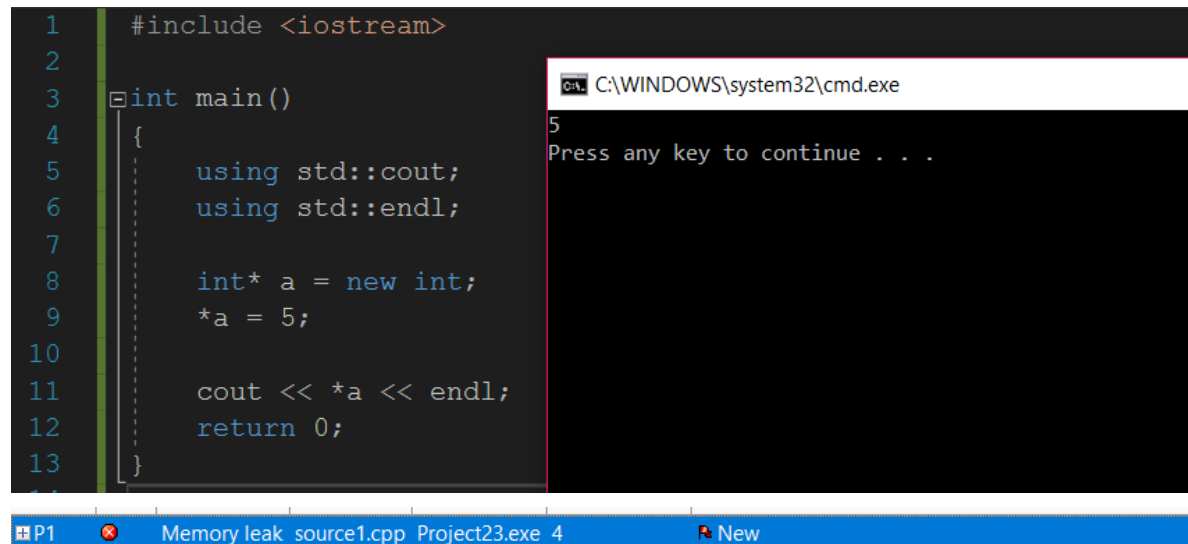 1 #include <iostream>
2
3 int main()
4 {
5 using std::cout;
6 using std::endl;
7
8 int* a = new int;
9 *a = 5;
10
11 cout << *a << endl;
12 return 0;
13 }
C:\WINDOWS\system32\cmd.exe
5
Press any key to continue . . .
P1 Memory leak source1.cpp Project23.exe 4 New